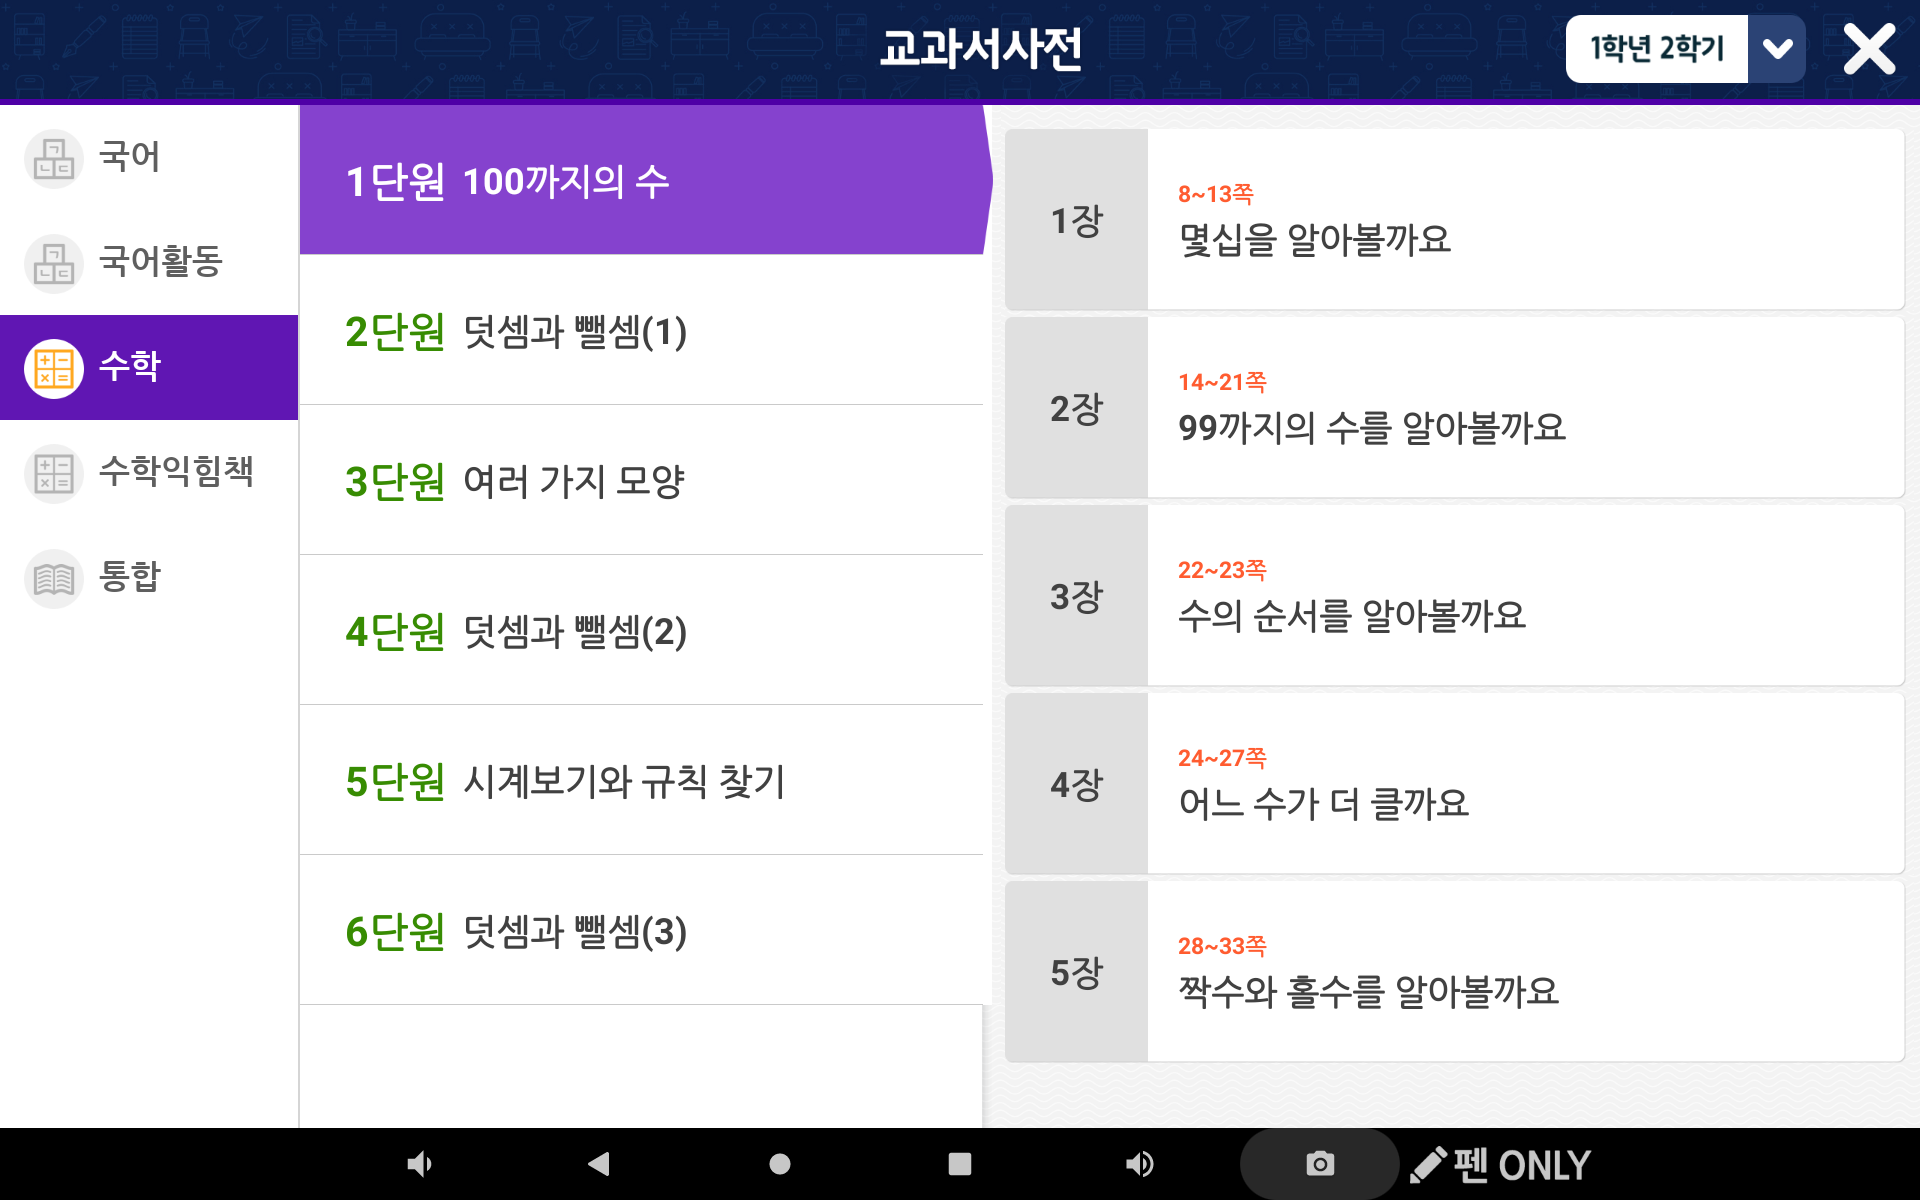 교과서사전
1학년 2학기
국어
국어활동
수학
수학익힘책
통합
1단원 100까지의 수
2단원 덧셈과 뺄셈(1)
3단원 여러 가지 모양
4단원 덧셈과 뺄셈(2)
5단원 시계보기와 규칙 찾기
6단원 덧셈과 뺄셈(3)
1장
8~13쪽
몇십을 알아볼까요
2장
14~21쪽
99까지의 수를 알아볼까요
3장
22~23쪽
수의 순서를 알아볼까요
4장
24~27쪽
어느 수가 더 클까요
5장
28~33쪽
짝수와 홀수를 알아볼까요
펜 ONLY